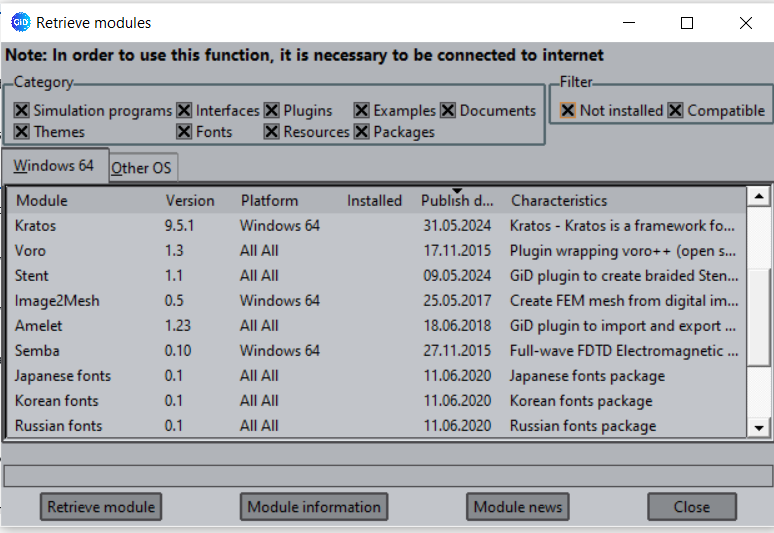 GiD Retrieve modules
Note: In order to use this function, it is necessary to be connected to internet
Category
Simulation programs Interfaces Plugins Examples Documents
Themes Fonts Resources Packages
Filter
Not installed Compatible
Windows 64 Other OS
Module Version Platform Installed Publish d... Characteristics
Kratos 9.5.1 Windows 64 31.05.2024 Kratos - Kratos is a framework fo...
Voro 1.3 All All 17.11.2015 Plugin wrapping voro++ (open s...
Stent 1.1 All All 09.05.2024 GiD plugin to create braided Sten...
Image2Mesh 0.5 Windows 64 25.05.2017 Create FEM mesh from digital im...
Amelet 1.23 All All 18.06.2018 GiD plugin to import and export ...
Semba 0.10 Windows 64 27.11.2015 Full-wave FDTD Electromagnetic ...
Japanese fonts 0.1 All All 11.06.2020 Japanese fonts package
Korean fonts 0.1 All All 11.06.2020 Korean fonts package
Russian fonts 0.1 All All 11.06.2020 Russian fonts package
Retrieve module Module information Module news Close